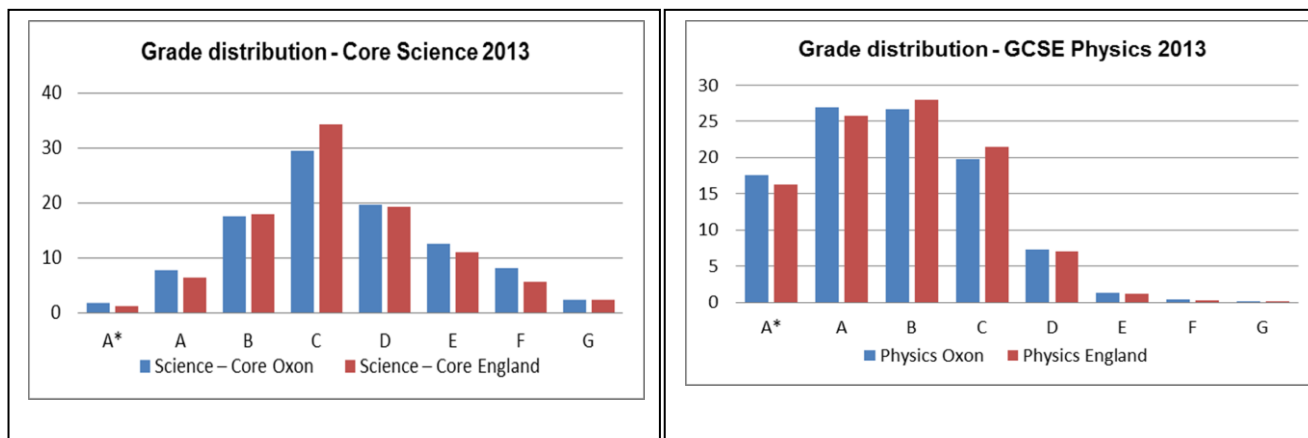 Grade distribution - Core Science 2013
40
30
20
10
0
A* A B C D E F G
Science – Core Oxon Science – Core England
Grade distribution - GCSE Physics 2013
30
25
20
15
10
5
0
A* A B C D E F G
Physics Oxon Physics England